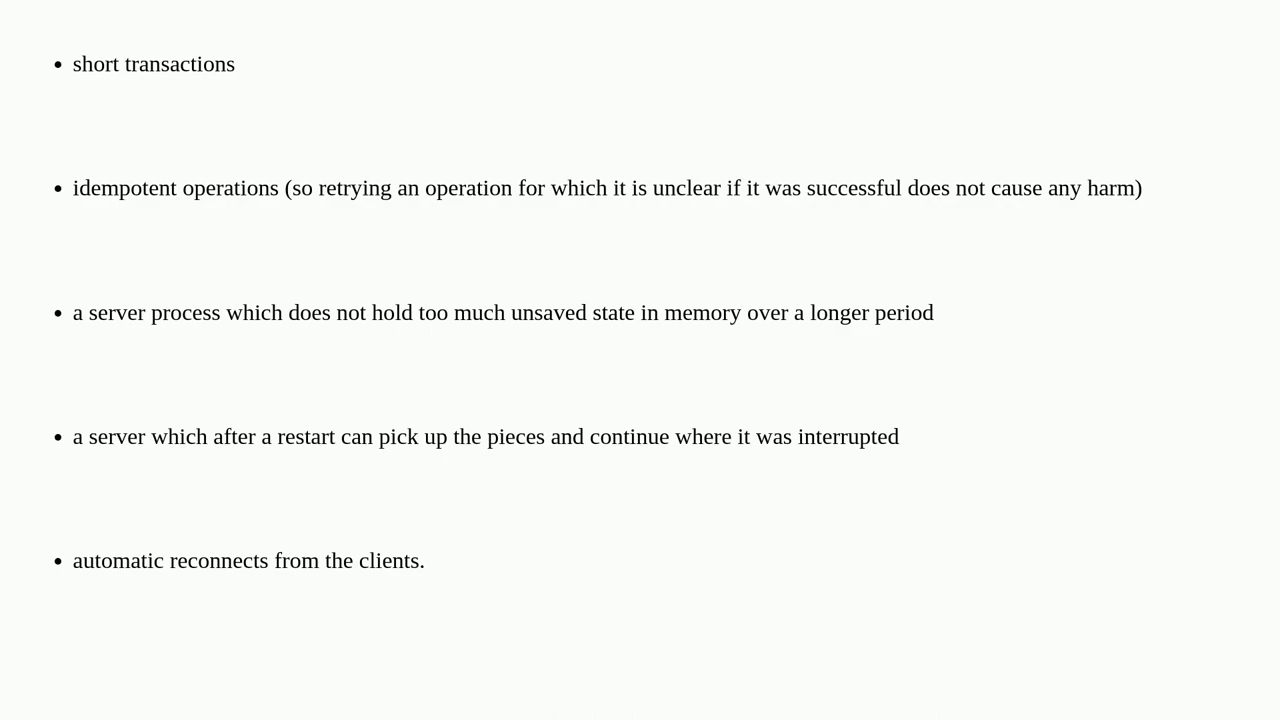 • short transactions
• idempotent operations (so retrying an operation for which it is unclear if it was successful does not cause any harm)
• a server process which does not hold too much unsaved state in memory over a longer period
• a server which after a restart can pick up the pieces and continue where it was interrupted
• automatic reconnects from the clients.